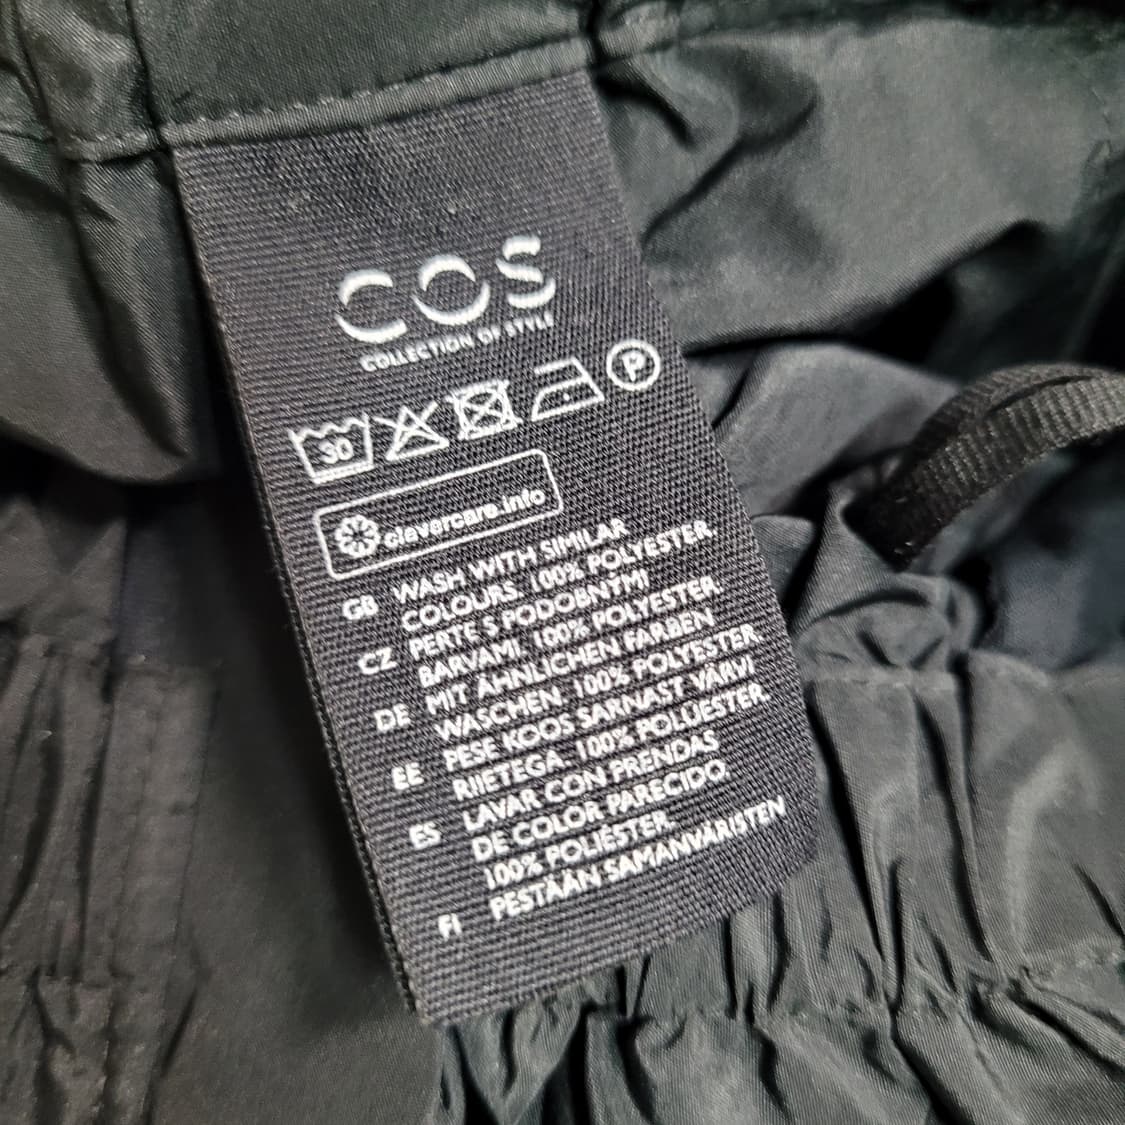 COS
COLLECTION OF STYLE
30
P
clevercare.info
GB WASH WITH SIMILAR
COLOURS. 100% POLYESTER.
CZ PERTE S PODOBNÝMI
BARVAMI. 100% POLYESTER.
DE MIT ÄHNLICHEN FARBEN
WASCHEN. 100% POLYESTER.
EE PESE KOOS SARNAST VÄRVI
RIIETEGA. 100% POLÜESTER.
ES LAVAR CON PRENDAS
DE COLOR PARECIDO.
100% POLIÉSTER.
FI PESTÄÄN SAMANVÄRISTEN